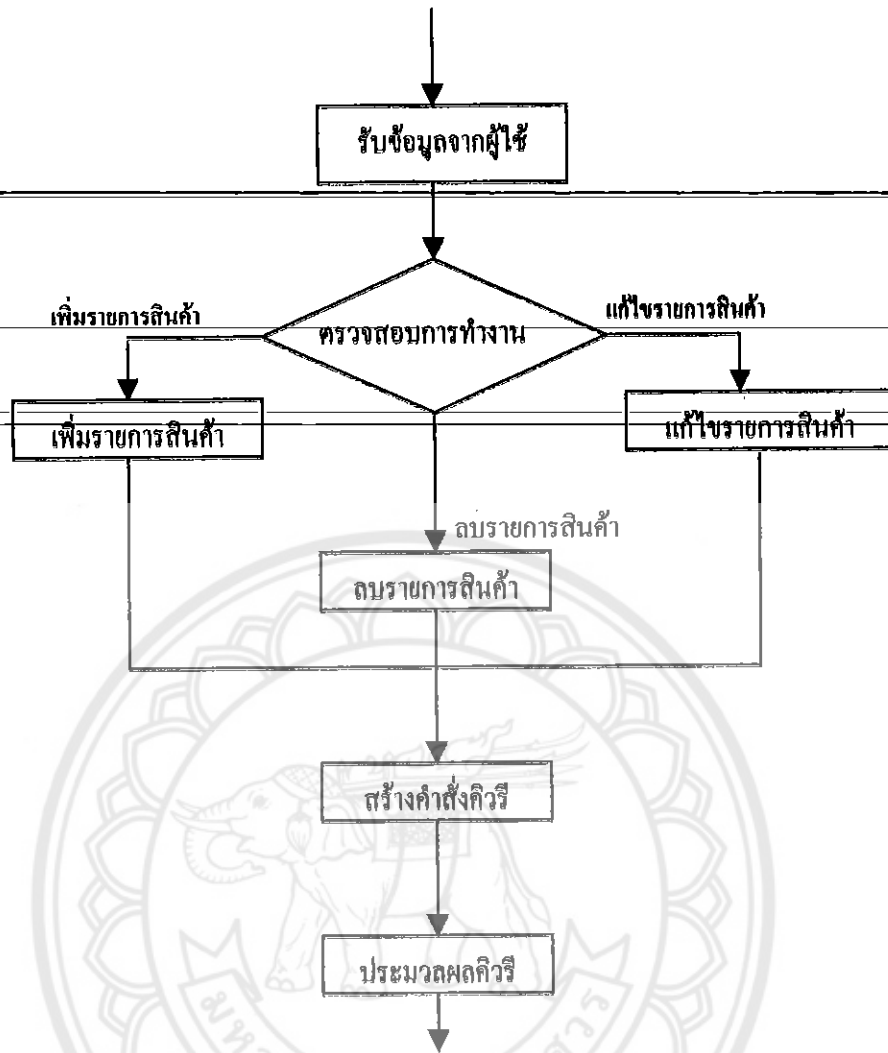 รับข้อมูลจากผู้ใช้
เพิ่มรายการสินค้า
ตรวจสอบการทำงาน
แก้ไขรายการสินค้า
เพิ่มรายการสินค้า
แก้ไขรายการสินค้า
ลบรายการสินค้า
ลบรายการสินค้า
สร้างคำสั่งคิวรี
ประมวลผลคิวรี